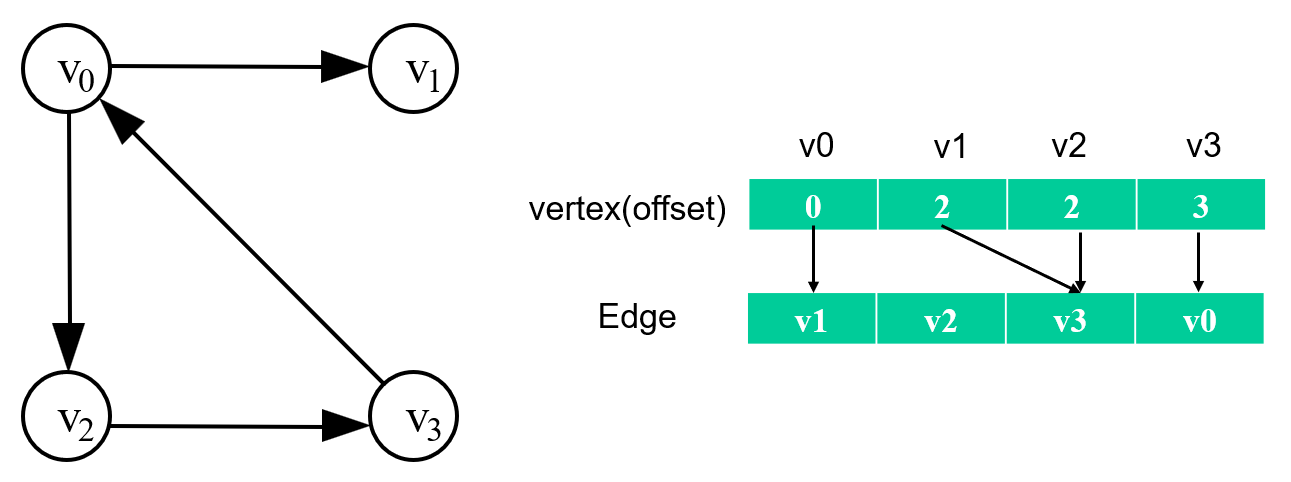 v0 v1
v2 v3
v0 v1 v2 v3
vertex(offset) 0 2 2 3
Edge v1 v2 v3 v0